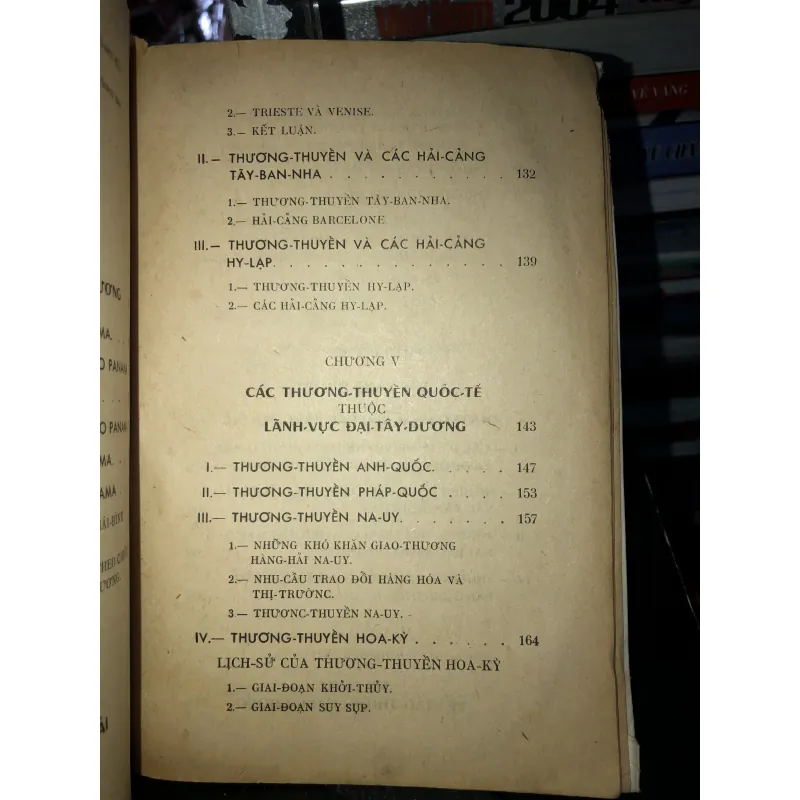 2.— TRIESTE VÀ VENISE.
3.— KẾT LUẬN.
II.— THƯƠNG-THUYỀN VÀ CÁC HẢI-CẢNG
TÂY-BAN-NHA . . . . . . . . . . . 132
1.— THƯƠNG-THUYỀN TÂY-BAN-NHA.
2.— HẢI-CẢNG BARCELONE
III.— THƯƠNG-THUYỀN VÀ CÁC HẢI-CẢNG
HY-LẠP. . . . . . . . . . . . . . 139
1.— THƯƠNG-THUYỀN HY-LẠP.
2.— CÁC HẢI-CẢNG HY-LẠP.
CHƯƠNG V
CÁC THƯƠNG-THUYỀN QUỐC-TẾ
THUỘC
LÃNH-VỰC ĐẠI-TÂY-DƯƠNG 143
I.— THƯƠNG-THUYỀN ANH-QUỐC. . . . . 147
II.— THƯƠNG-THUYỀN PHÁP-QUỐC . . . . 153
III.— THƯƠNG-THUYỀN NA-UY. . . . . . . 157
1.— NHỮNG KHÓ KHĂN GIAO-THƯƠNG
HÀNG-HẢI NA-UY.
2.— NHU-CẦU TRAO ĐỔI HÀNG HÓA VÀ
THỊ-TRƯỜNG.
3— THƯƠNC-THUYỀN NA-UY.
IV.— THƯƠNG-THUYỀN HOA-KỲ . . . . . . 164
LỊCH-SỬ CỦA THƯƠNG-THUYỀN HOA-KỲ
1.— GIAI-ĐOẠN KHỞI-THỦY.
2.— GIAI-ĐOẠN SUY SỤP.
2004
VẺ VANG